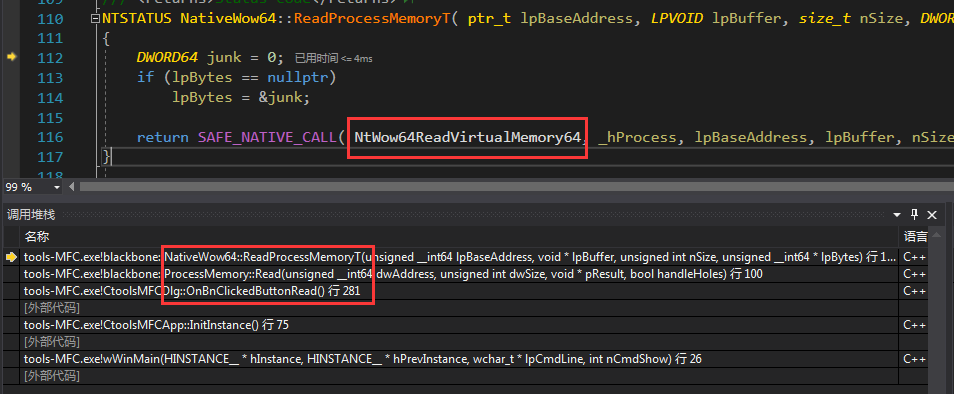 110 NTSTATUS NativeWow64::ReadProcessMemoryT( ptr_t lpBaseAddress, LPVOID lpBuffer, size_t nSize, DWO
111 {
112 DWORD64 junk = 0; 已用时间 <= 4ms
113 if (lpBytes == nullptr)
114 lpBytes = &junk;
115
116 return SAFE_NATIVE_CALL( NtWow64ReadVirtualMemory64, _hProcess, lpBaseAddress, lpBuffer, nSize
117 }
118
99 %
调用堆栈
名称 语言
tools-MFC.exe!blackbone::NativeWow64::ReadProcessMemoryT(unsigned __int64 lpBaseAddress, void * lpBuffer, unsigned int nSize, unsigned __int64 * lpBytes) 行 1... C++
tools-MFC.exe!blackbone::ProcessMemory::Read(unsigned __int64 dwAddress, unsigned int dwSize, void * pResult, bool handleHoles) 行 100 C++
tools-MFC.exe!CtoolsMFCDlg::OnBnClickedButtonRead() 行 281 C++
[外部代码]
tools-MFC.exe!CtoolsMFCApp::InitInstance() 行 75 C++
[外部代码]
tools-MFC.exe!wWinMain(HINSTANCE__ * hInstance, HINSTANCE__ * hPrevInstance, wchar_t * lpCmdLine, int nCmdShow) 行 26 C++
[外部代码]